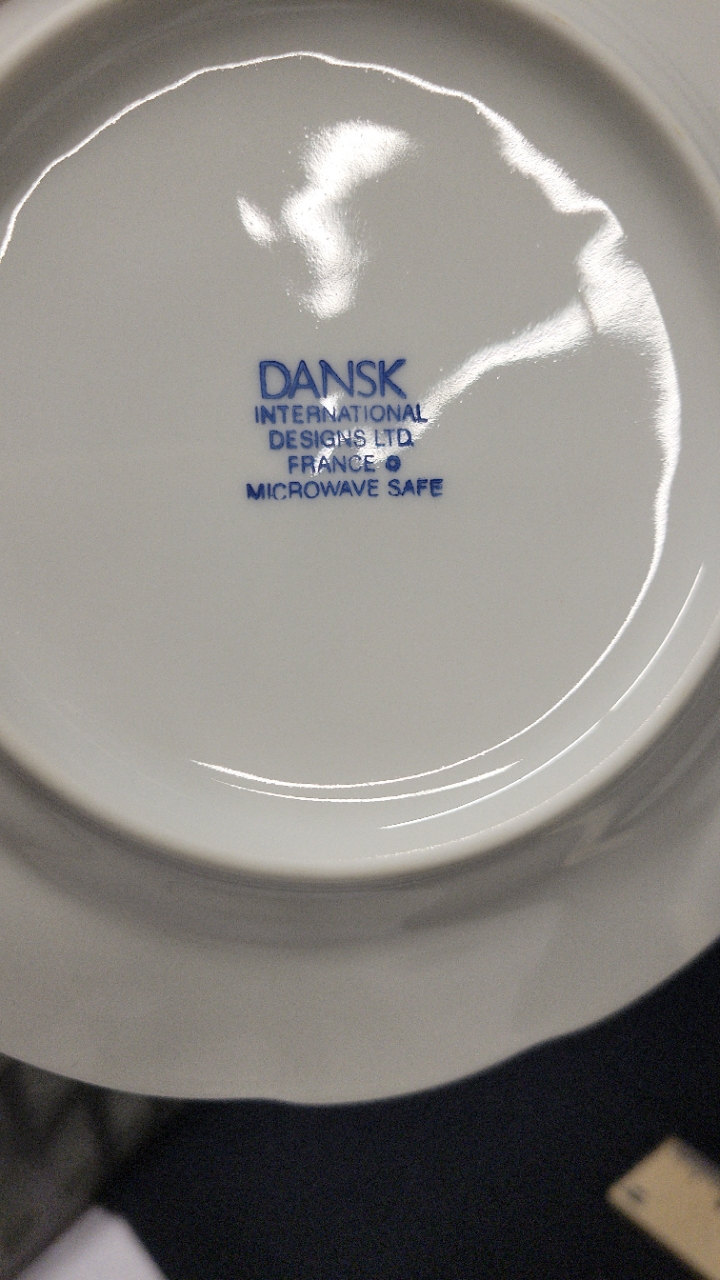 DANSK
INTERNATIONAL
DESIGNS LTD.
FRANCE ©
MICROWAVE SAFE